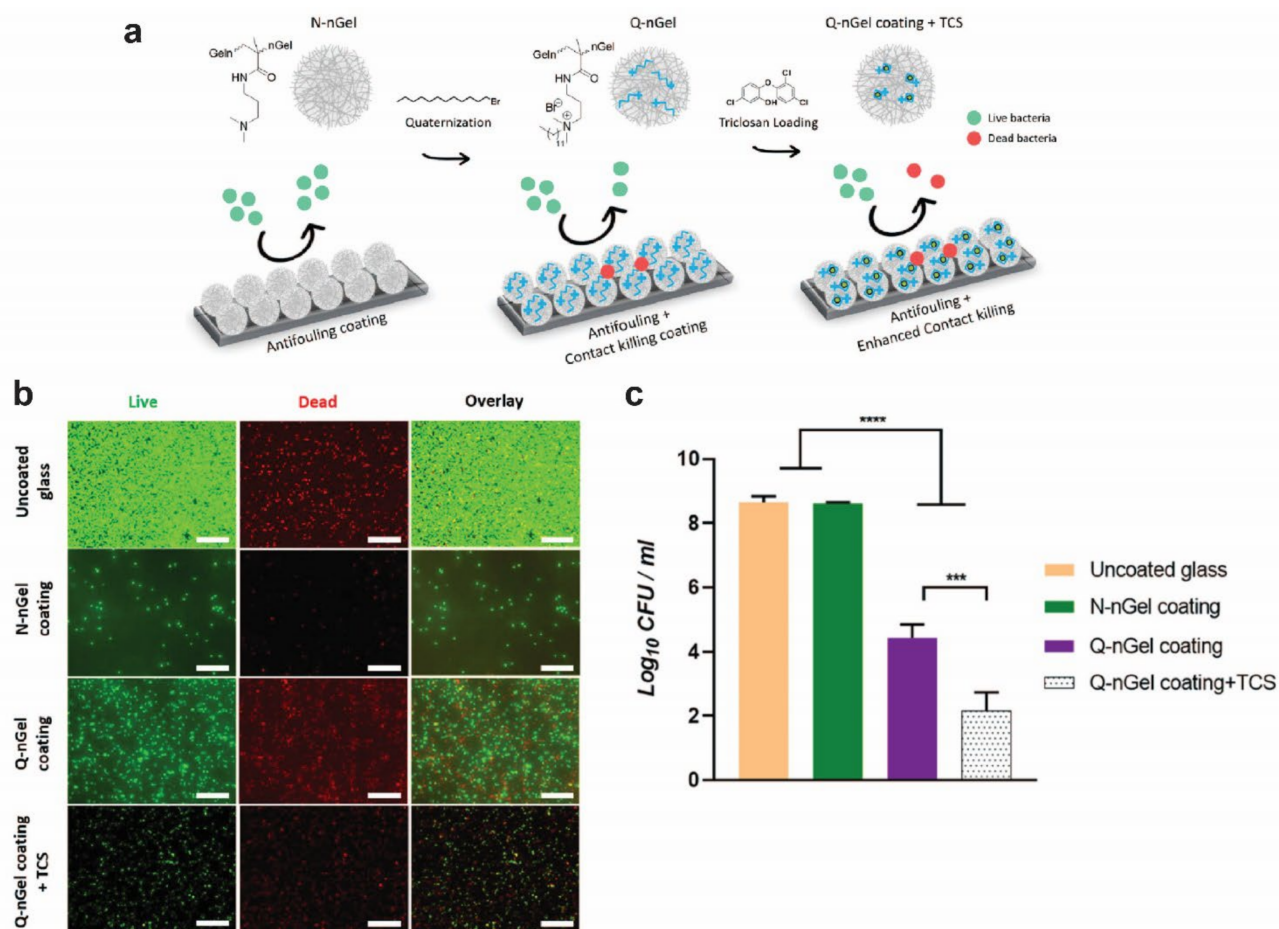 a
N-nGel
Q-nGel
Q-nGel coating + TCS
Geln
nGel
HN
O
N
Br
Quaternization
Geln
nGel
HN
O
Br⊖
N
⊕
11
Cl
O
Cl
OH
Cl
Triclosan Loading
Live bacteria
Dead bacteria
Antifouling coating
Antifouling +
Contact killing coating
Antifouling +
Enhanced Contact killing
b
Live
Dead
Overlay
Uncoated
glass
N-nGel
coating
Q-nGel
coating
Q-nGel coating
+ TCS
c
****
***
Log10 CFU / ml
10
8
6
4
2
0
Uncoated glass
N-nGel coating
Q-nGel coating
Q-nGel coating+TCS